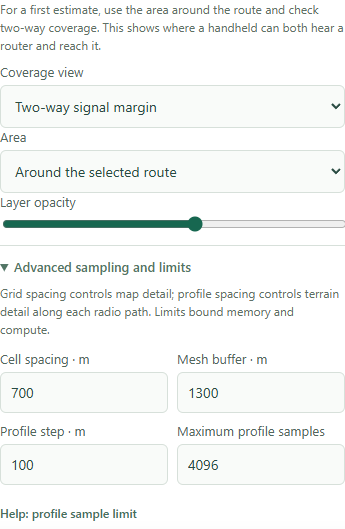 For a first estimate, use the area around the route and check
two-way coverage. This shows where a handheld can both hear a
router and reach it.
Coverage view
Two-way signal margin
Area
Around the selected route
Layer opacity
▼ Advanced sampling and limits
Grid spacing controls map detail; profile spacing controls terrain
detail along each radio path. Limits bound memory and
compute.
Cell spacing · m
Mesh buffer · m
700
1300
Profile step · m
Maximum profile samples
100
4096
Help: profile sample limit